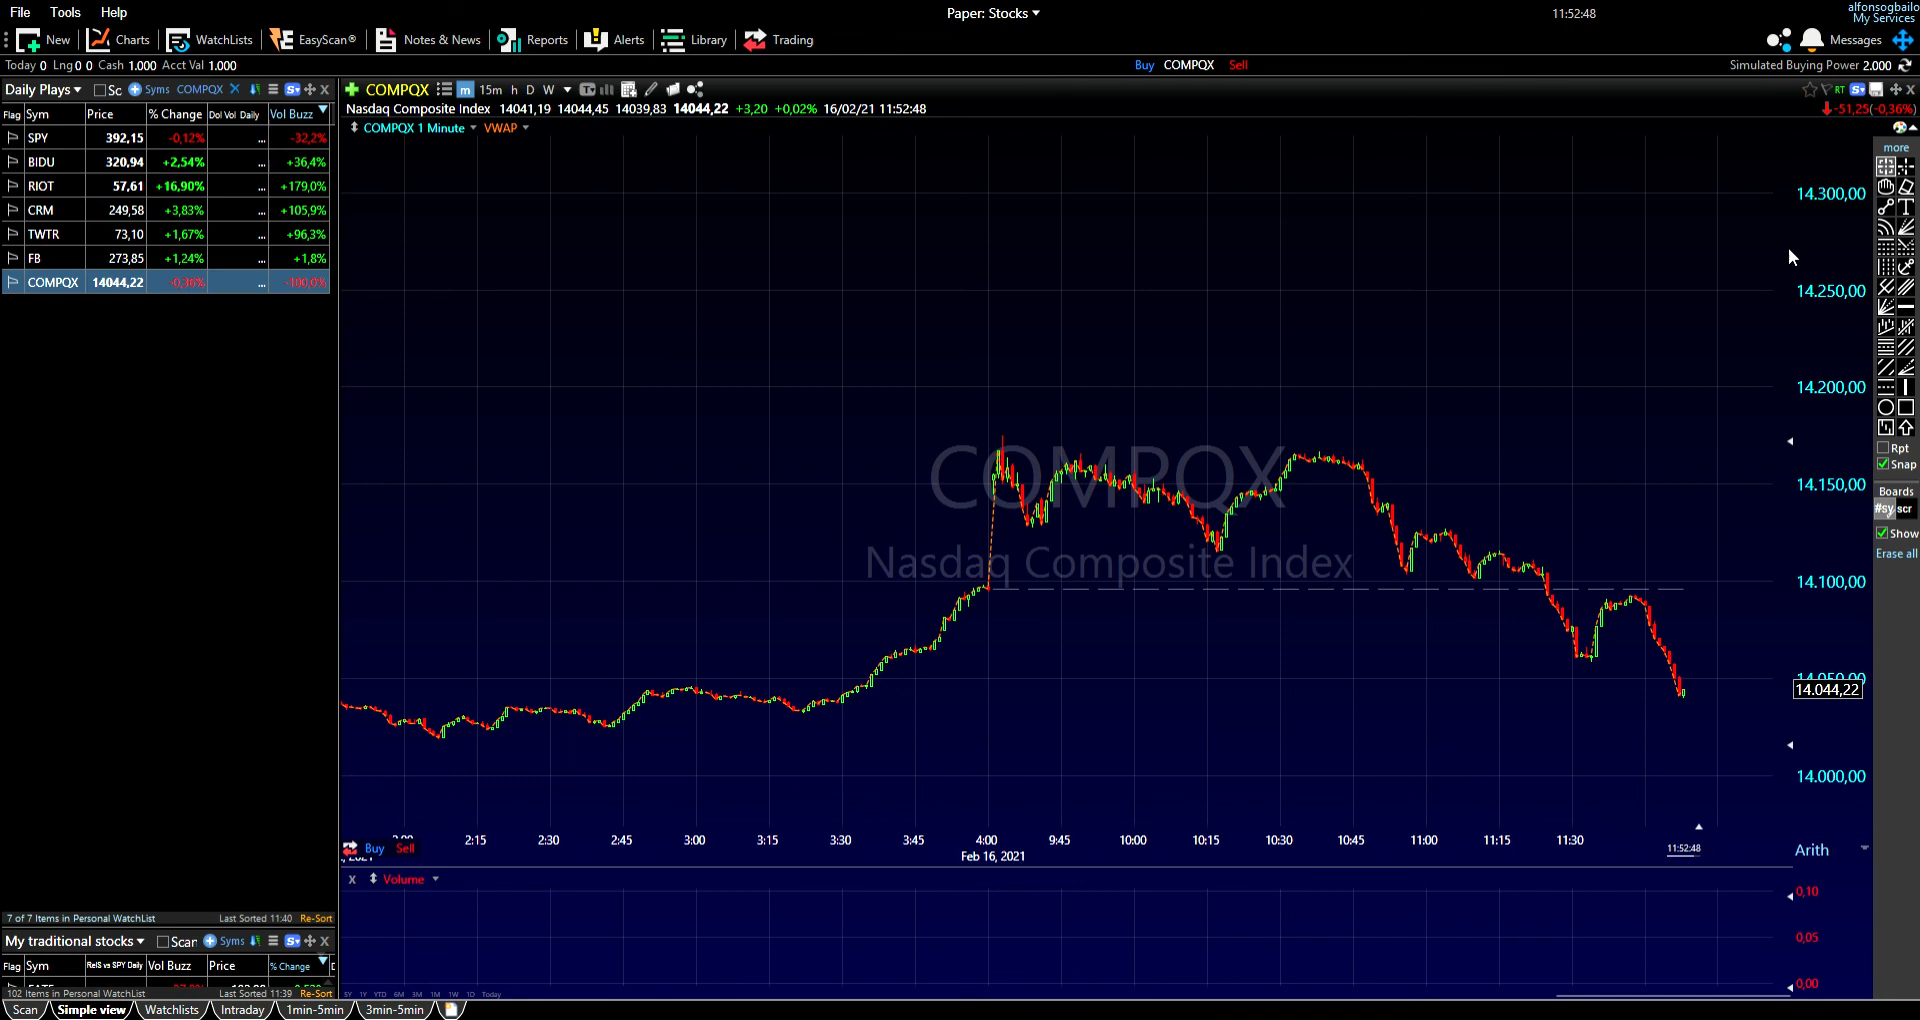 File Tools Help
Paper: Stocks
11:52:48
alfonsogbailo
My Services
New Charts WatchLists EasyScan® Notes & News Reports Alerts Library Trading
Messages
Today 0 Lng 0 0 Cash 1.000 Acct Val 1.000
Buy COMPQX Sell
Simulated Buying Power 2.000
Daily Plays Sc Syms COMPQX
Flag Sym Price % Change Dol Vol Daily Vol Buzz
SPY 392,15 -0,12% ... -32,2%
BIDU 320,94 +2,54% ... +36,4%
RIOT 57,61 +16,90% ... +179,0%
CRM 249,58 +3,83% ... +105,9%
TWTR 73,10 +1,67% ... +96,3%
FB 273,85 +1,24% ... +1,8%
COMPQX 14044,22 -0,36% ... -100,0%
COMPQX m 15m h D W
RT
Nasdaq Composite Index 14041,19 14044,45 14039,83 14044,22 +3,20 +0,02% 16/02/21 11:52:48
-51,25(-0,36%)
COMPQX 1 Minute VWAP
more
14.300,00
14.250,00
14.200,00
14.150,00
14.100,00
14.044,22
14.000,00
COMPQX
Nasdaq Composite Index
Rpt
Snap
Boards
#sy scr
Show
Erase all
2:15 2:30 2:45 3:00 3:15 3:30 3:45 4:00 9:45 10:00 10:15 10:30 10:45 11:00 11:15 11:30
11:52:48
Feb 16, 2021
Buy Sell
Arith
X Volume
0,10
0,05
0,00
7 of 7 Items in Personal WatchList Last Sorted 11:40 Re-Sort
My traditional stocks Scan Syms
Flag Sym RelS vs SPY Daily Vol Buzz Price % Change
102 Items in Personal WatchList Last Sorted 11:39 Re-Sort
5Y 1Y YTD 6M 3M 1M 1W 1D Today
Scan Simple view Watchlists Intraday 1min-5min 3min-5min